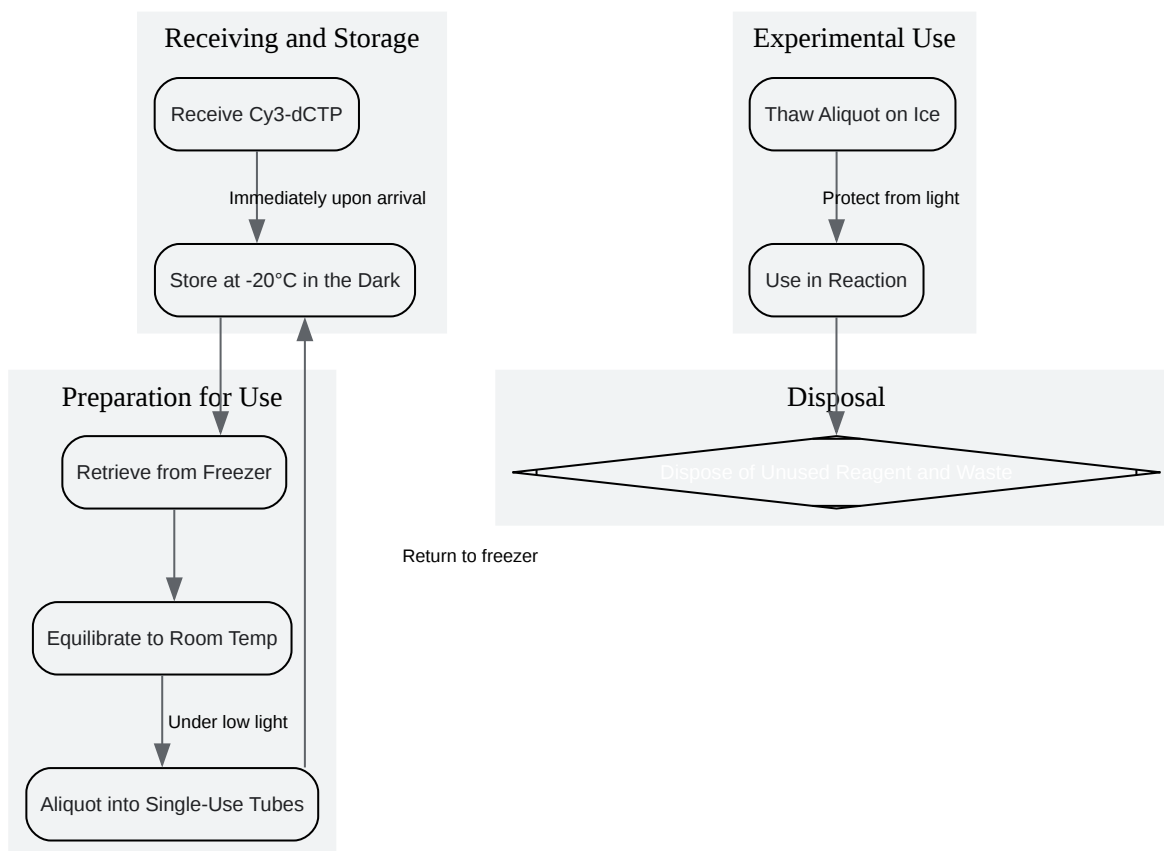 Receiving and Storage
Receive Cy3-dCTP
Immediately upon arrival
Store at -20°C in the Dark
Preparation for Use
Retrieve from Freezer
Equilibrate to Room Temp
Under low light
Aliquot into Single-Use Tubes
Return to freezer
Experimental Use
Thaw Aliquot on Ice
Protect from light
Use in Reaction
Disposal
Dispose of Unused Reagent and Waste